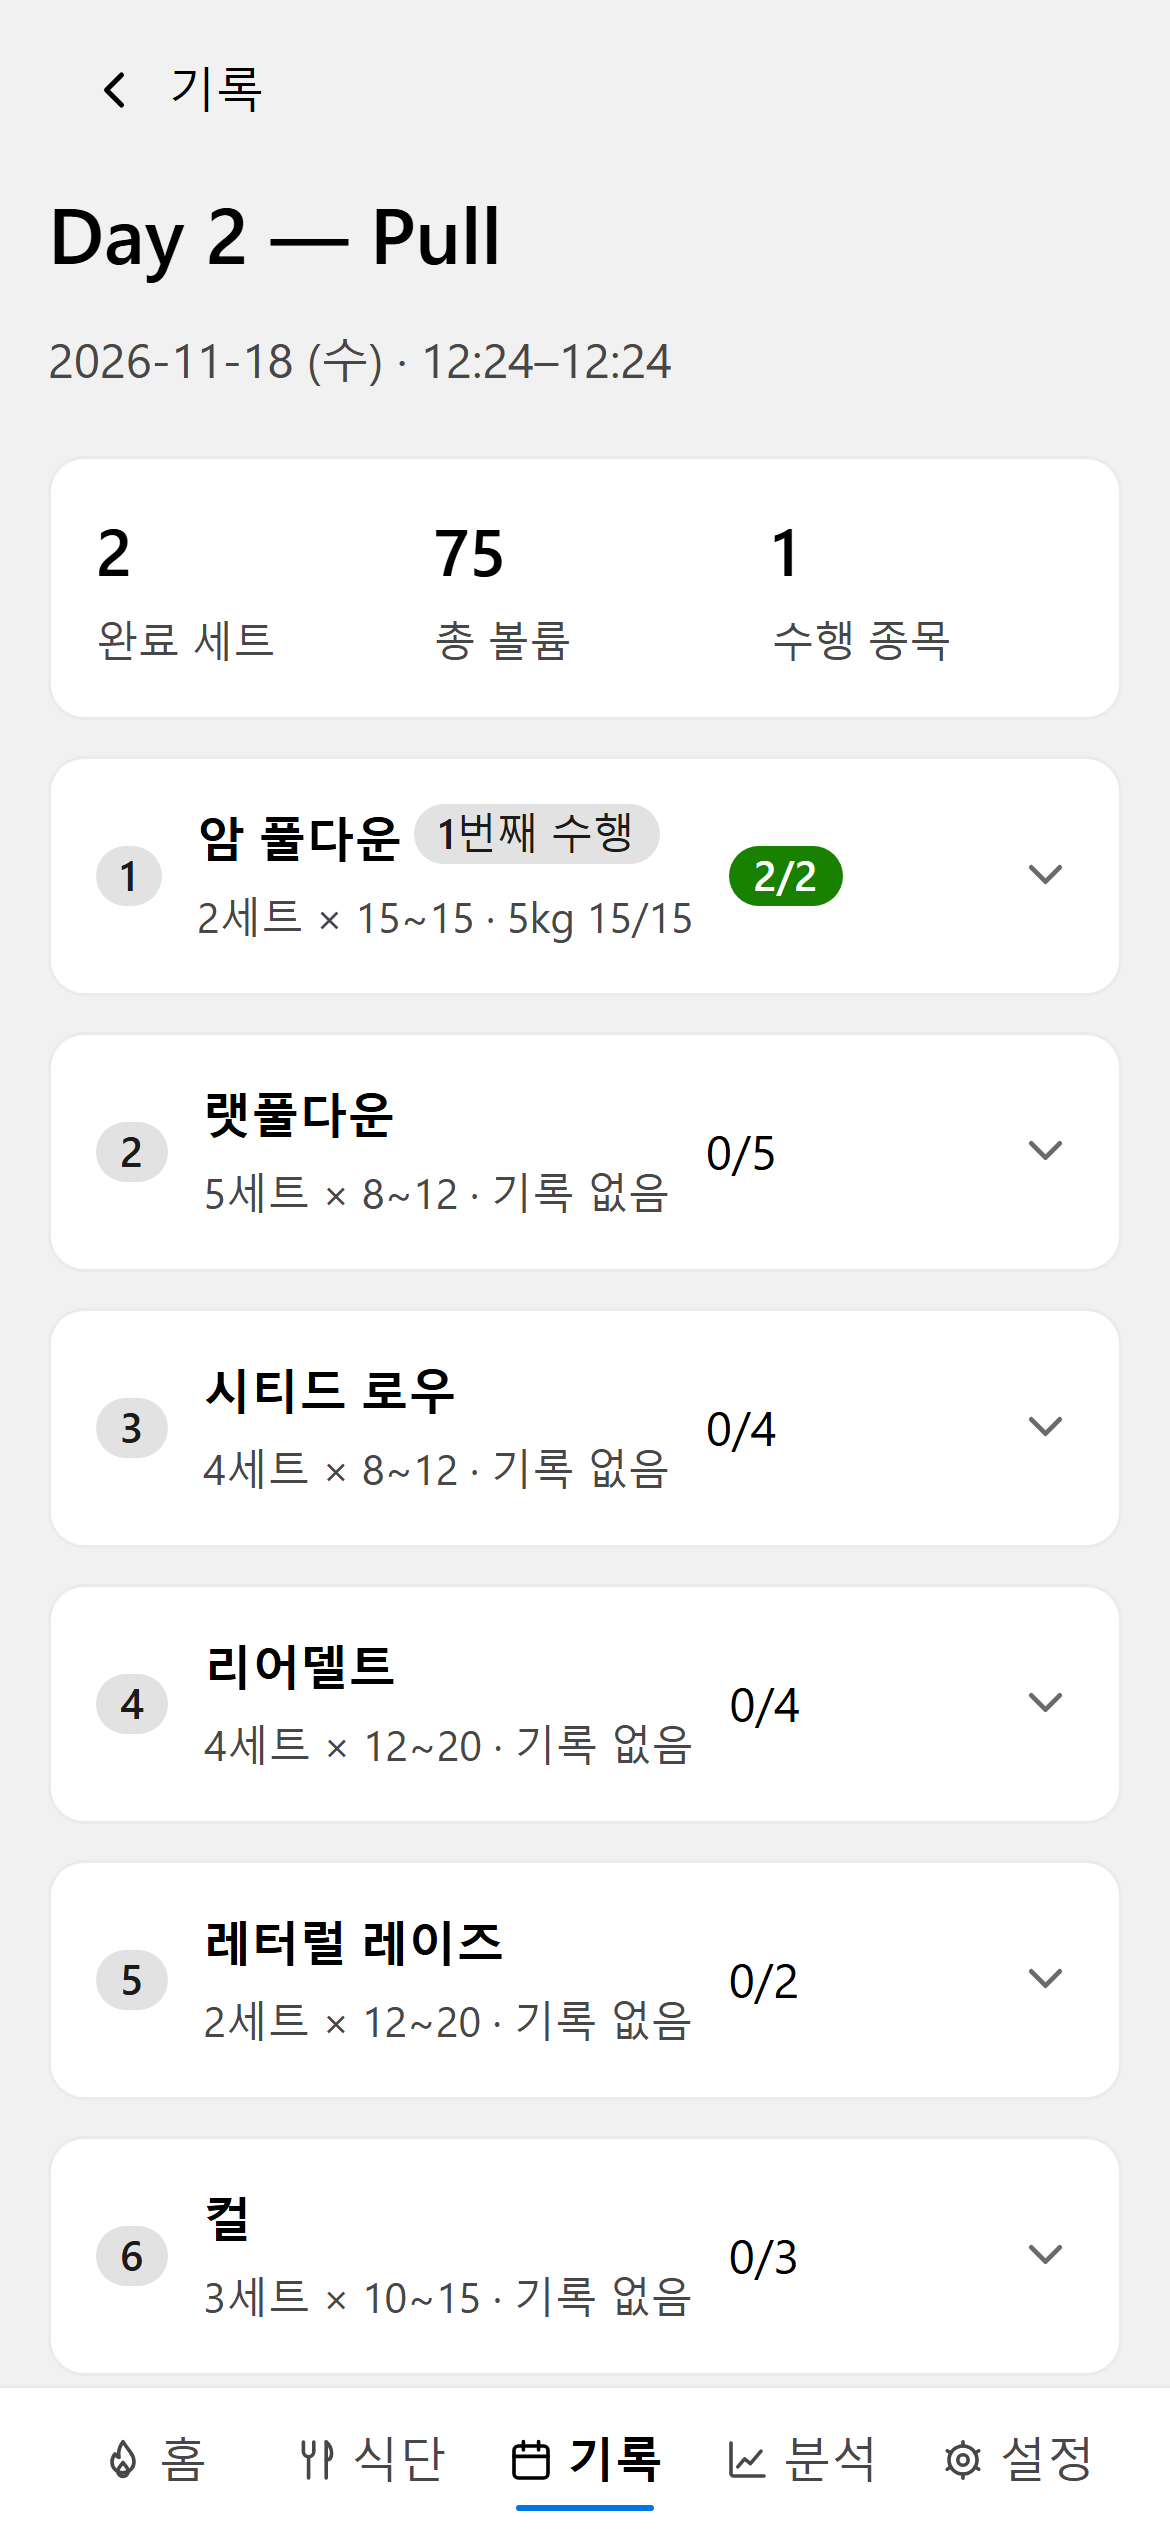 기록
Day 2 — Pull
2026-11-18 (수) · 12:24–12:24
2 75 1
완료 세트 총 볼륨 수행 종목
1 암 풀다운 1번째 수행 2/2
2세트 × 15~15 · 5kg 15/15
2 랫풀다운 0/5
5세트 × 8~12 · 기록 없음
3 시티드 로우 0/4
4세트 × 8~12 · 기록 없음
4 리어델트 0/4
4세트 × 12~20 · 기록 없음
5 레터럴 레이즈 0/2
2세트 × 12~20 · 기록 없음
6 컬 0/3
3세트 × 10~15 · 기록 없음
홈 식단 기록 분석 설정